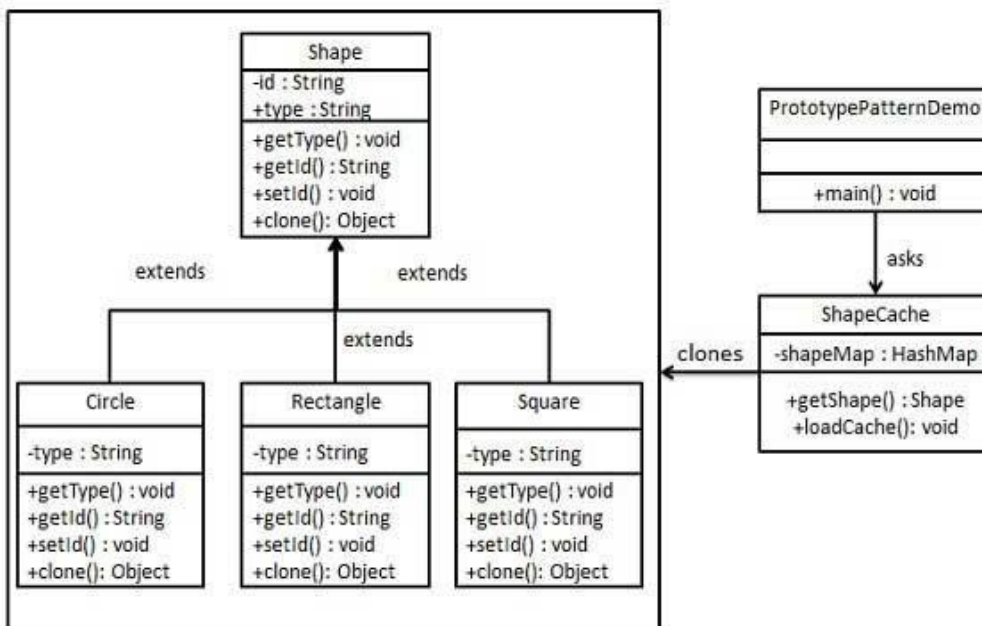 Shape
-id : String
+type : String
+getType() : void
+getId() : String
+setId() : void
+clone(): Object
extends
extends
extends
Circle
-type : String
+getType() : void
+getId() : String
+setId() : void
+clone(): Object
Rectangle
-type : String
+getType() : void
+getId() : String
+setId() : void
+clone(): Object
Square
-type : String
+getType() : void
+getId() : String
+setId() : void
+clone(): Object
PrototypePatternDemo
+main() : void
asks
ShapeCache
-shapeMap : HashMap
+getShape() : Shape
+loadCache(): void
clones